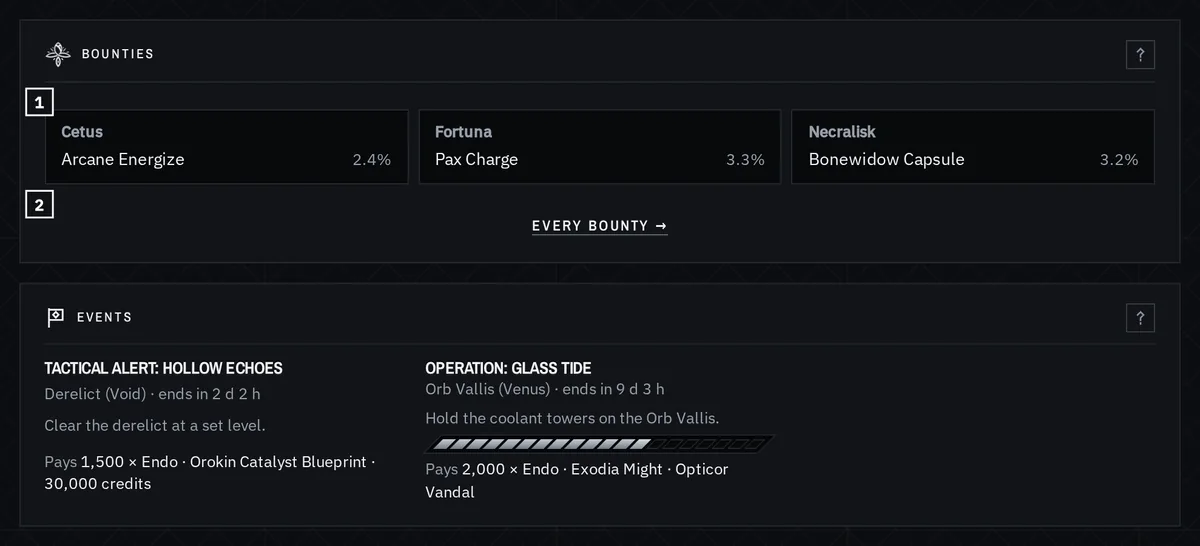 BOUNTIES
?
1
Cetus
Arcane Energize 2.4%
Fortuna
Pax Charge 3.3%
Necralisk
Bonewidow Capsule 3.2%
2
EVERY BOUNTY →
EVENTS
?
TACTICAL ALERT: HOLLOW ECHOES
Derelict (Void) · ends in 2 d 2 h
Clear the derelict at a set level.
Pays 1,500 × Endo · Orokin Catalyst Blueprint ·
30,000 credits
OPERATION: GLASS TIDE
Orb Vallis (Venus) · ends in 9 d 3 h
Hold the coolant towers on the Orb Vallis.
Pays 2,000 × Endo · Exodia Might · Opticor
Vandal